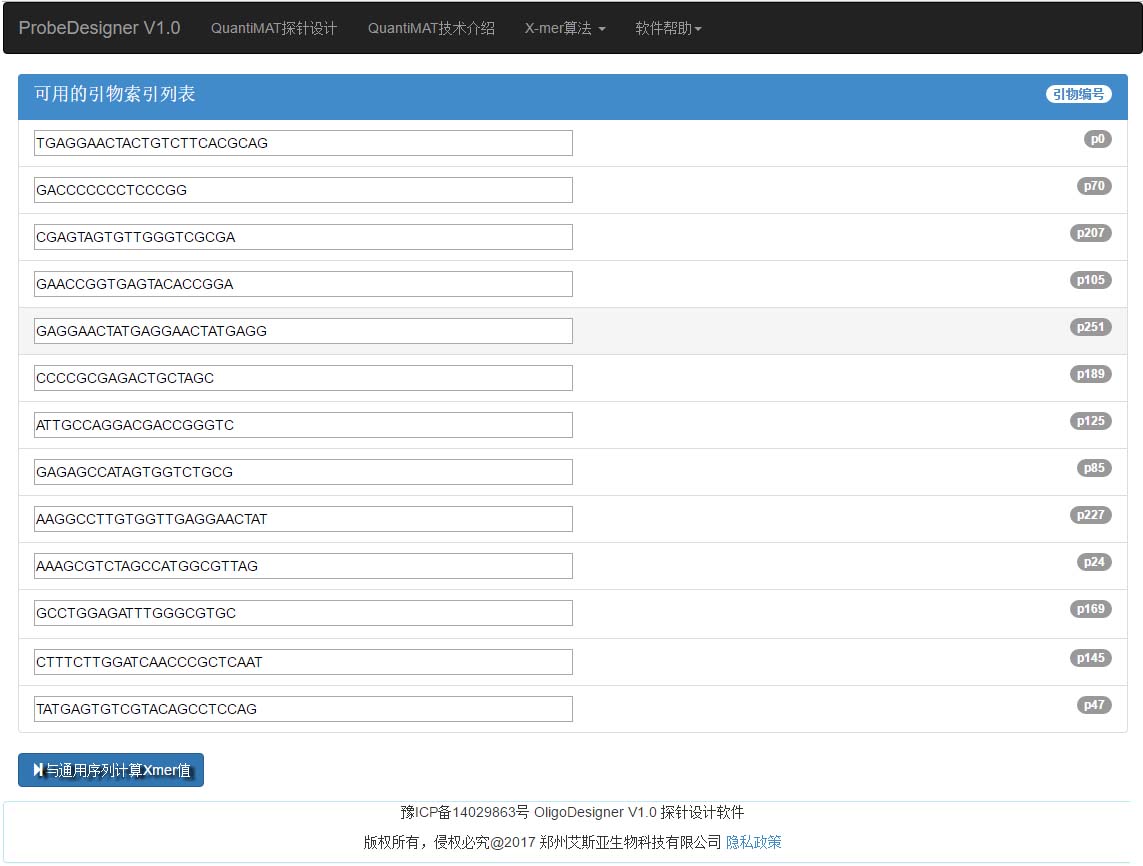 ProbeDesigner V1.0 QuantiMAT探针设计 QuantiMAT技术介绍 X-mer算法 软件帮助
可用的引物索引列表 引物编号
TGAGGAACTACTGTCTTCACGCAG p0
GACCCCCCCTCCCGG p70
CGAGTAGTGTTGGGTCGCGA p207
GAACCGGTGAGTACACCGGA p105
GAGGAACTATGAGGAACTATGAGG p251
CCCCGCGAGACTGCTAGC p189
ATTGCCAGGACGACCGGGTC p125
GAGAGCCATAGTGGTCTGCG p85
AAGGCCTTGTGGTTGAGGAACTAT p227
AAAGCGTCTAGCCATGGCGTTAG p24
GCCTGGAGATTTGGGCGTGC p169
CTTTCTTGGATCAACCCGCTCAAT p145
TATGAGTGTCGTACAGCCTCCAG p47
与通用序列计算Xmer值
豫ICP备14029863号 OligoDesigner V1.0 探针设计软件
版权所有，侵权必究@2017 郑州艾斯亚生物科技有限公司 隐私政策